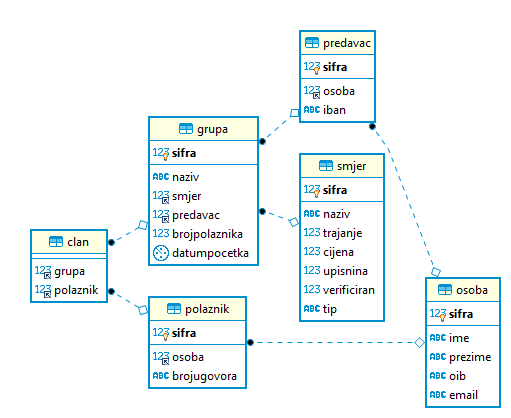 predavac
123 sifra
123 osoba
ABC iban
grupa
123 sifra
ABC naziv
123 smjer
123 predavac
123 brojpolaznika
datumpocetka
smjer
123 sifra
ABC naziv
123 trajanje
123 cijena
123 upisnina
123 verificiran
ABC tip
clan
123 grupa
123 polaznik
polaznik
123 sifra
123 osoba
ABC brojugovora
osoba
123 sifra
ABC ime
ABC prezime
ABC oib
ABC email